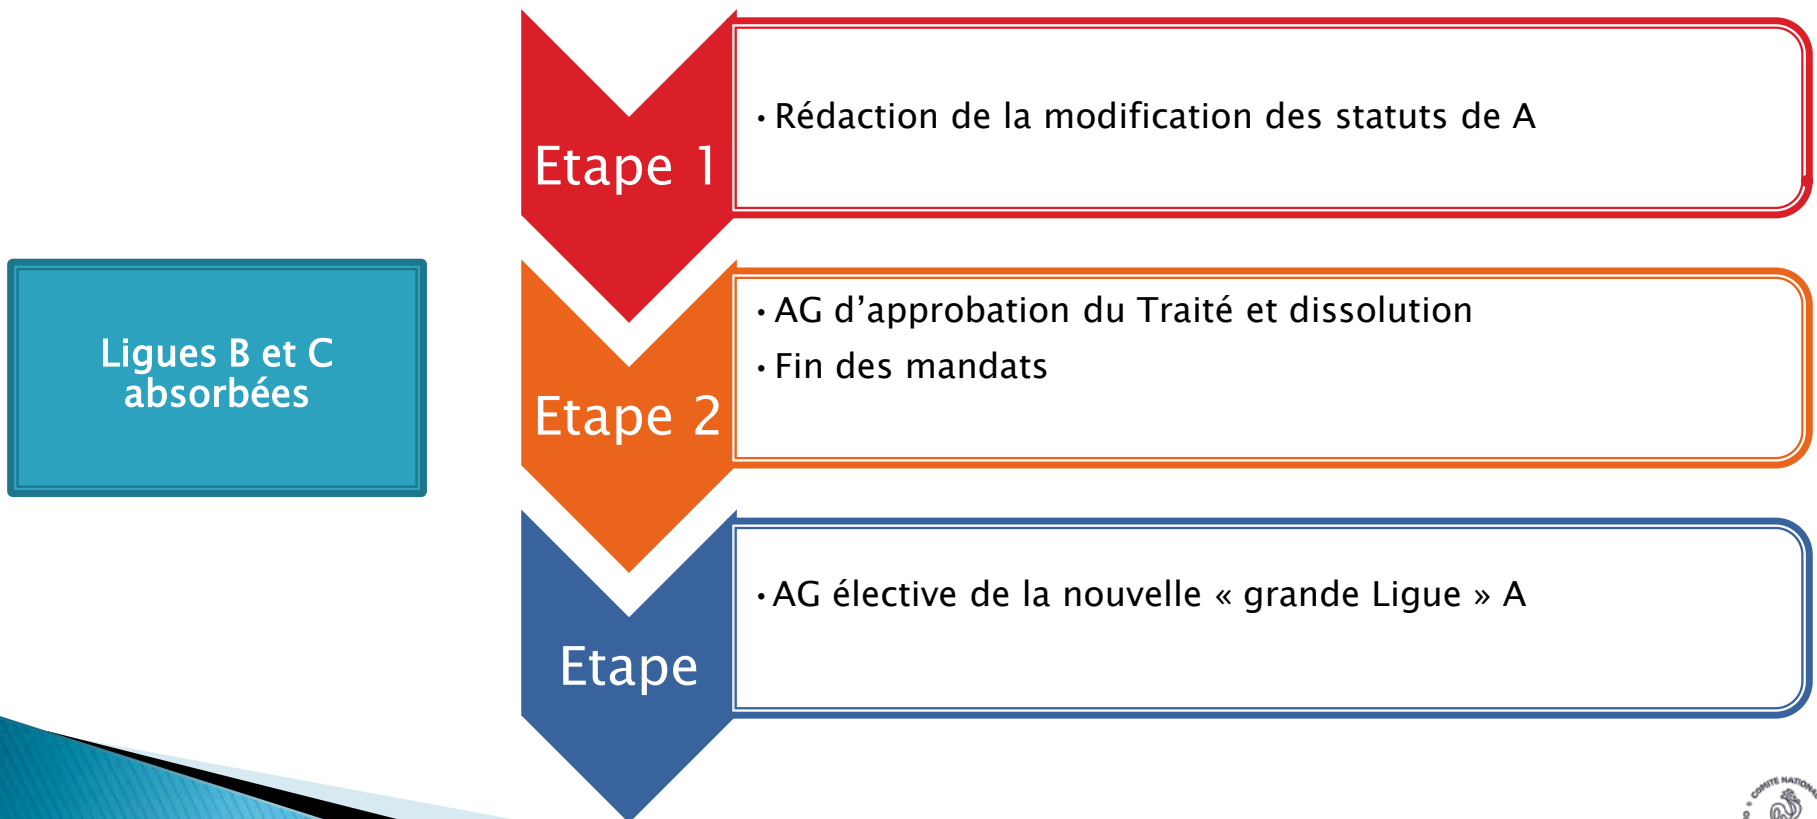 Etape 1
• Rédaction de la modification des statuts de A
Ligues B et C
absorbées
Etape 2
• AG d’approbation du Traité et dissolution
• Fin des mandats
Etape
• AG élective de la nouvelle « grande Ligue » A
COMITÉ